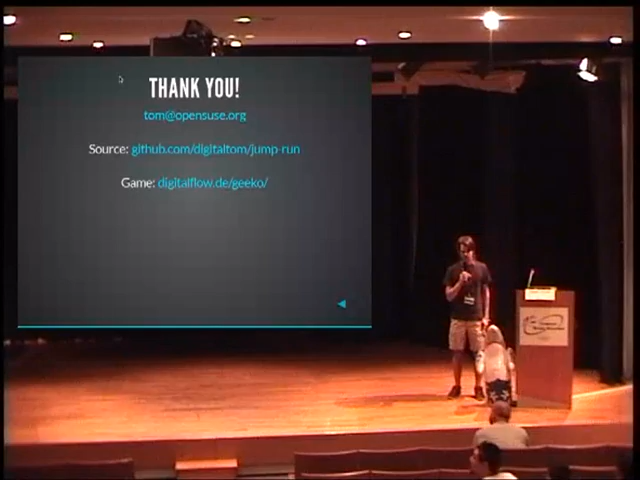 THANK YOU!
tom@opensuse.org
Source: github.com/digitaltom/jump-run
Game: digitalflow.de/geeko/